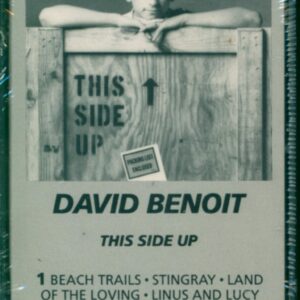 THIS
SIDE
UP
PACKING LIST
ENCLOSED
DAVID BENOIT
THIS SIDE UP
1 BEACH TRAILS • STINGRAY • LAND
OF THE LOVING • LINUS AND LUCY